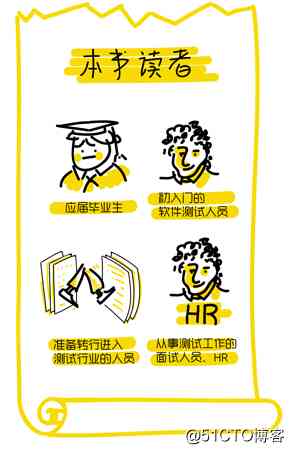 本书读者
应届毕业生
初入门的
软件测试人员
准备转行进入
测试行业的人员
HR
从事测试工作的
面试人员、HR
@51CTO博客